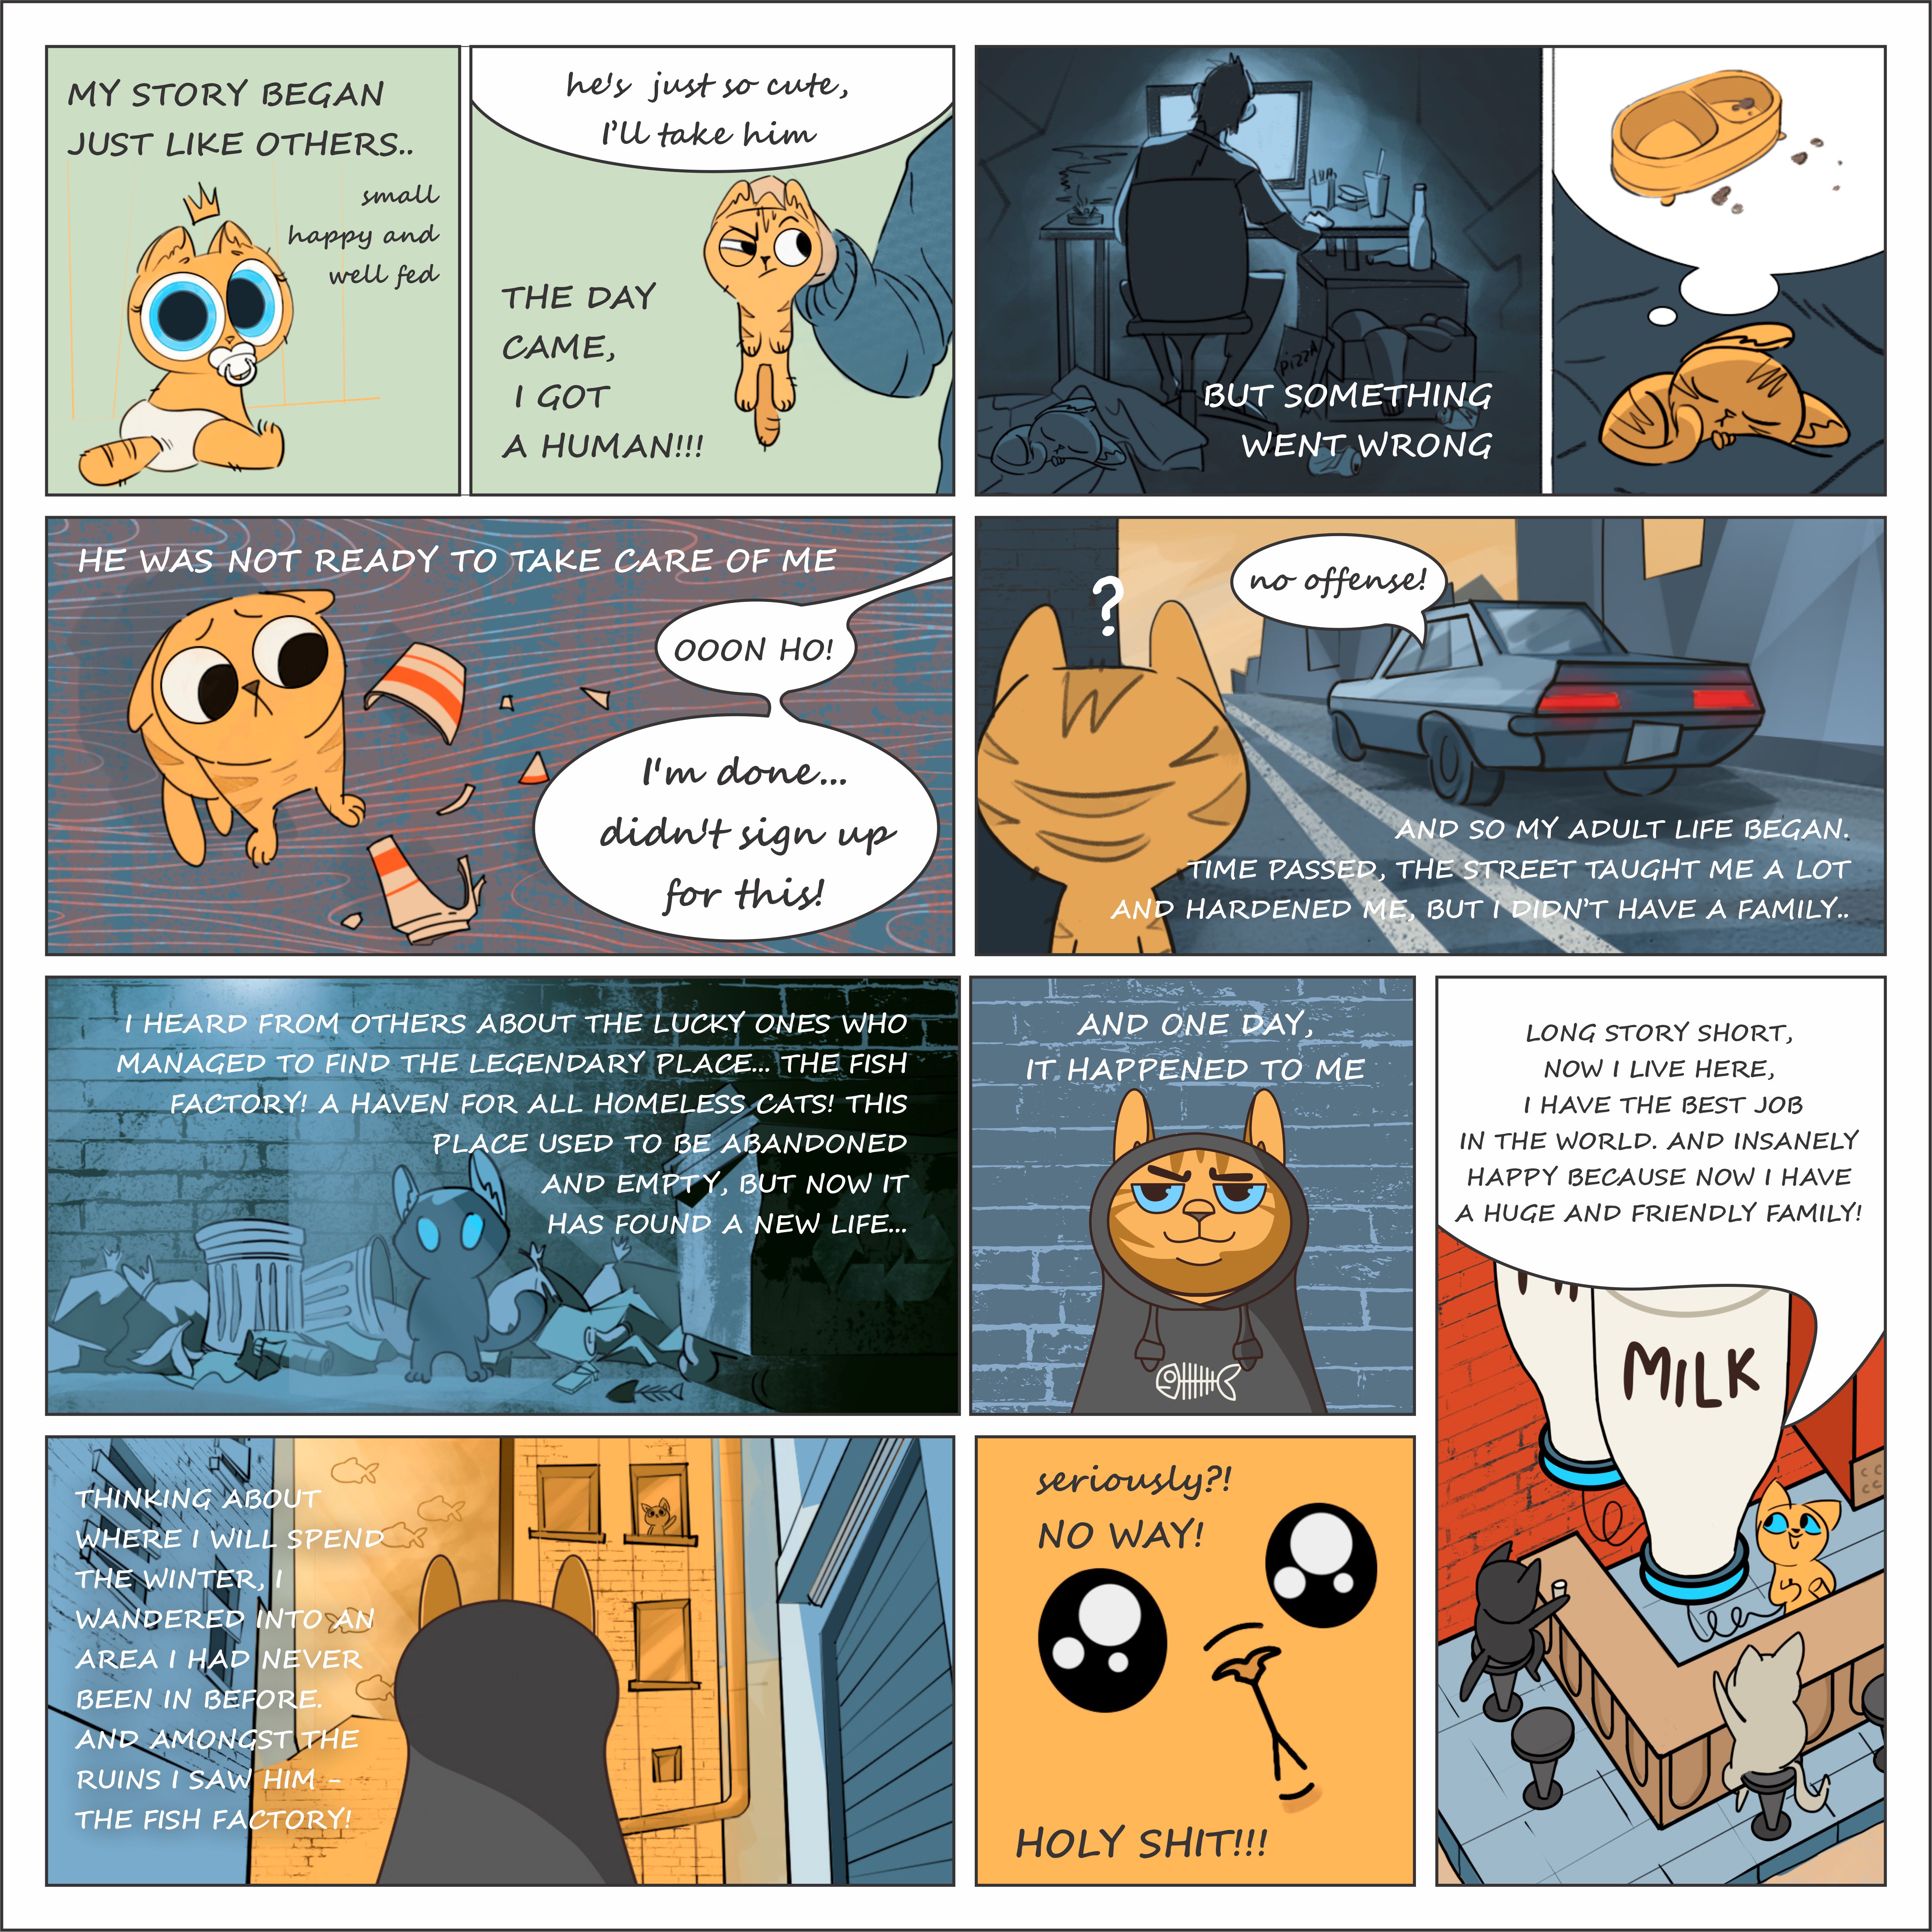 MY STORY BEGAN
JUST LIKE OTHERS..
small
happy and
well fed
he's just so cute,
I'll take him
THE DAY
CAME,
I GOT
A HUMAN!!!
PIZZA
BUT SOMETHING
WENT WRONG
HE WAS NOT READY TO TAKE CARE OF ME
OOON HO!
I'm done...
didn't sign up
for this!
?
no offense!
AND SO MY ADULT LIFE BEGAN.
TIME PASSED, THE STREET TAUGHT ME A LOT
AND HARDENED ME, BUT I DIDN'T HAVE A FAMILY..
I HEARD FROM OTHERS ABOUT THE LUCKY ONES WHO
MANAGED TO FIND THE LEGENDARY PLACE... THE FISH
FACTORY! A HAVEN FOR ALL HOMELESS CATS! THIS
PLACE USED TO BE ABANDONED
AND EMPTY, BUT NOW IT
HAS FOUND A NEW LIFE...
AND ONE DAY,
IT HAPPENED TO ME
THINKING ABOUT
WHERE I WILL SPEND
THE WINTER, I
WANDERED INTO AN
AREA I HAD NEVER
BEEN IN BEFORE.
AND AMONGST THE
RUINS I SAW HIM -
THE FISH FACTORY!
seriously?!
NO WAY!
HOLY SHIT!!!
LONG STORY SHORT,
NOW I LIVE HERE,
I HAVE THE BEST JOB
IN THE WORLD. AND INSANELY
HAPPY BECAUSE NOW I HAVE
A HUGE AND FRIENDLY FAMILY!
MILK